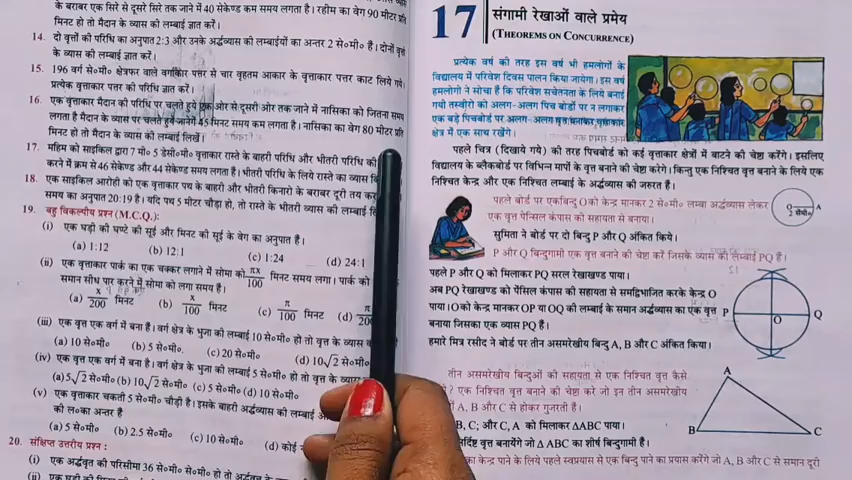 के बराबर एक सिरे से दूसरे सिरे तक जाने में 40 सेकेण्ड कम समय लगता है। रहीम का वेग 90 मीटर प्रति
मिनट हो तो मैदान के व्यास की लम्बाई ज्ञात करें।
14. दो वृत्तों की परिधि का अनुपात 2:3 और उनके अर्द्धव्यास की लम्बाईयों का अन्तर 2 से०मी० है। दोनों वृत्तों
के व्यास की लम्बाई ज्ञात करें।
15. 196 वर्ग से०मी० क्षेत्रफल वाले वर्गाकार पत्तर से चार वृहतम आकार के वृत्ताकार पत्तर काट लिये गये।
प्रत्येक वृत्ताकार पत्तर की परिधि ज्ञात करें।
16. एक वृत्ताकार मैदान की परिधि पर चलते हुये एक ओर से दूसरी ओर तक जाने में नासिका को जितना समय
लगता है मैदान के व्यास पर चलते हुये जानेमें 45 मिनट समय कम लगता है। नासिका का वेग 80 मीटर प्रति
मिनट हो तो मैदान के व्यास की लम्बाई लिखें।
17. महिम को साइकिल द्वारा 7 मी० 5 डेसी०मी० वृत्ताकार रास्ते के बाहरी परिधि और भीतरी परिधि की
करने में क्रम से 46 सेकेण्ड और 44 सेकेण्ड समय लगता है। भीतरी परिधि के लिये रास्ते का व्यास
18. एक साइकिल आरोही को एक वृत्ताकार पथ के बाहरी और भीतरी किनारो के बराबर दूरी तय
समय का अनुपात 20:19 है। यदि पथ 5 मीटर चौड़ा हो, तो रास्ते के भीतरी व्यास की लम्बाई
19. बहु विकल्पीय प्रश्न (M.C.Q.) :
(i) एक घड़ी की घण्टे की सूई और मिनट की सूई के वेग का अनुपात है।
(a) 1:12 (b) 12:1 (c) 1:24 (d) 24:1
(ii) एक वृत्ताकार पार्क का एक चक्कर लगाने में सोमा को πx/100 मिनट समय लगा। पार्क को
समान सीध पार करने में सोमा को लगा समय है।
(a) x/200 मिनट (b) x/100 मिनट (c) π/100 मिनट (d)
(iii) एक वृत्त एक वर्ग में बना है। वर्ग क्षेत्र के भुजा की लम्बाई 10 से०मी० हो तो वृत्त के व्यास
(a) 10 से०मी० (b) 5 से०मी०. (c) 20 से०मी० (d) 10√2 से०मी०
(iv) एक वृत्त एक वर्ग में बना है। वर्ग क्षेत्र के भुजा की लम्बाई 5 से०मी० हो तो वृत्त के व्यास
(a) 5√2 से०मी० (b) 10√2 से०मी० (c) 5 से०मी० (d) 10 से०मी०
(v) एक वृत्ताकार चकती 5 से०मी० चौड़ी है। इसके बाहरी अर्द्धव्यास की लम्बाई
की ल०का अन्तर है
(a) 5 से०मी० (b) 2.5 से०मी० (c) 10 से०मी० (d) कोई
20. संक्षिप्त उत्तरीय प्रश्न :
(i) एक अर्द्धवृत की परिसीमा 36 से०मी० हो तो
17 संगामी रेखाओं वाले प्रमेय
(THEOREMS ON CONCURRENCE)
प्रत्येक वर्ष की तरह इस वर्ष भी हमलोगों के
विद्यालय में परिवेश दिवस पालन किया जायेगा। इस वर्ष
हमलोगों ने सोचा है कि परिवेश सचेतनता के लिए बनाई
गयी तस्वीरो को अलग-अलग पिच बोर्डों पर न लगाकर
एक बड़े पिचबोर्ड पर अलग-अलग वृत बनाकर वृत्ताकार
क्षेत्र में एक साथ रखेंगे।
पहले चित्र (दिखाये गये) की तरह पिचबोर्ड को कई वृत्ताकार क्षेत्रों में बाटने की चेष्टा करेंगे। इसलिए
विद्यालय के ब्लैकबोर्ड पर विभिन्न मापों के वृत्त बनाने की चेष्टा करेंगे। किन्तु एक निश्चित वृत्त बनाने के लिए एक
निश्चित केन्द्र और एक निश्चित लम्बाई के अर्द्धव्यास की जरुरत है।
पहले बोर्ड पर एकबिन्दु O को केन्द्र मानकर 2 से०मी० लम्बा अर्द्धव्यास लेकर
एक वृत्त पेन्सिल कंपास की सहायता से बनाया।
O A
2 सेमी०
सुमिता ने बोर्ड पर दो बिन्दु P और Q अंकित किये।
P और Q बिन्दुगामी एक वृत्त बनाने की चेष्टा करें जिसके व्यास की लम्बाई PQ है।
पहले P और Q को मिलाकर PQ सरल रेखाखण्ड पाया।
अब PQ रेखाखण्ड को पेंसिल कंपास की सहायता से समद्विभाजित करके केन्द्र O
पाया। O को केन्द्र मानकर OP या OQ की लम्बाई के समान अर्द्धव्यास का एक वृत्त
बनाया जिसका एक व्यास PQ है।
P O Q
हमारे मित्र रसीद ने बोर्ड पर तीन असमरेखीय बिन्दु A, B और C अंकित किया।
तीन असमरेखीय बिन्दुओं की सहायता से एक निश्चित वृत्त कैसे
? एक निश्चित वृत्त बनाने की चेष्टा करे जो इन तीन असमरेखीय
A, B और C से होकर गुजरती है।
B, C; और C, A को मिलाकर ΔABC पाया।
वृत्त बनायेंगे जो Δ ABC का शीर्ष बिन्दुगामी है।
A
B C
का केन्द्र पाने के लिये पहले स्वप्रयास से एक बिन्दु पाने का प्रयास करेंगे जो A, B और C से समान दूरी